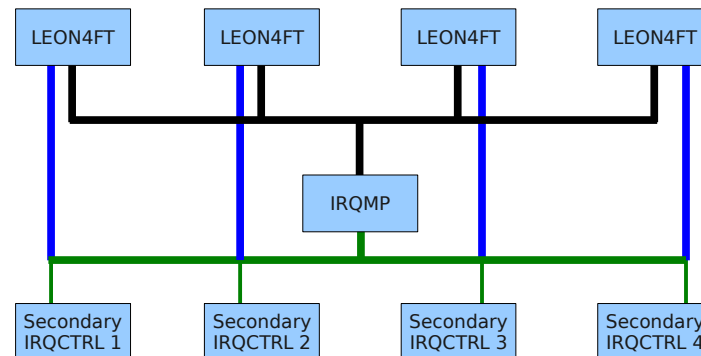 LEON4FT
LEON4FT
LEON4FT
LEON4FT
IRQMP
Secondary
IRQCTRL 1
Secondary
IRQCTRL 2
Secondary
IRQCTRL 3
Secondary
IRQCTRL 4